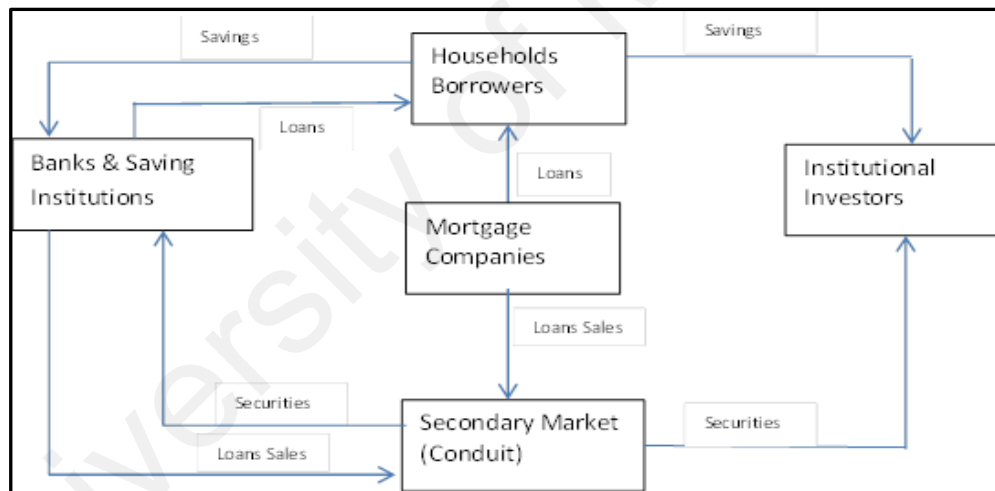 Savings
Savings
Households
Borrowers
Loans
Banks & Saving
Institutions
Loans
Institutional
Investors
Mortgage
Companies
Loans Sales
Securities
Secondary Market
(Conduit)
Securities
Loans Sales